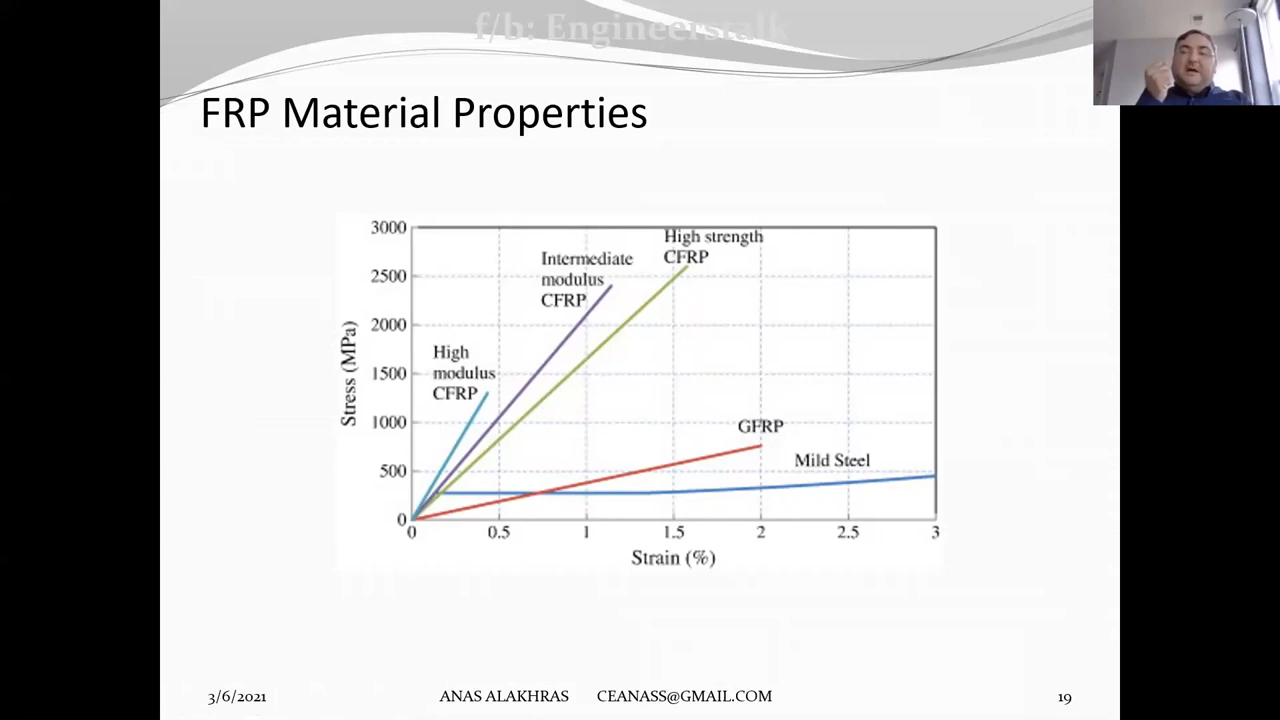 f/b: Engineerstalk
FRP Material Properties
3000
2500
2000
1500
1000
500
0
Stress (MPa)
High
modulus
CFRP
Intermediate
modulus
CFRP
High strength
CFRP
GFRP
Mild Steel
0
0.5
1
1.5
2
2.5
3
Strain (%)
3/6/2021
ANAS ALAKHRAS CEANASS@GMAIL.COM
19